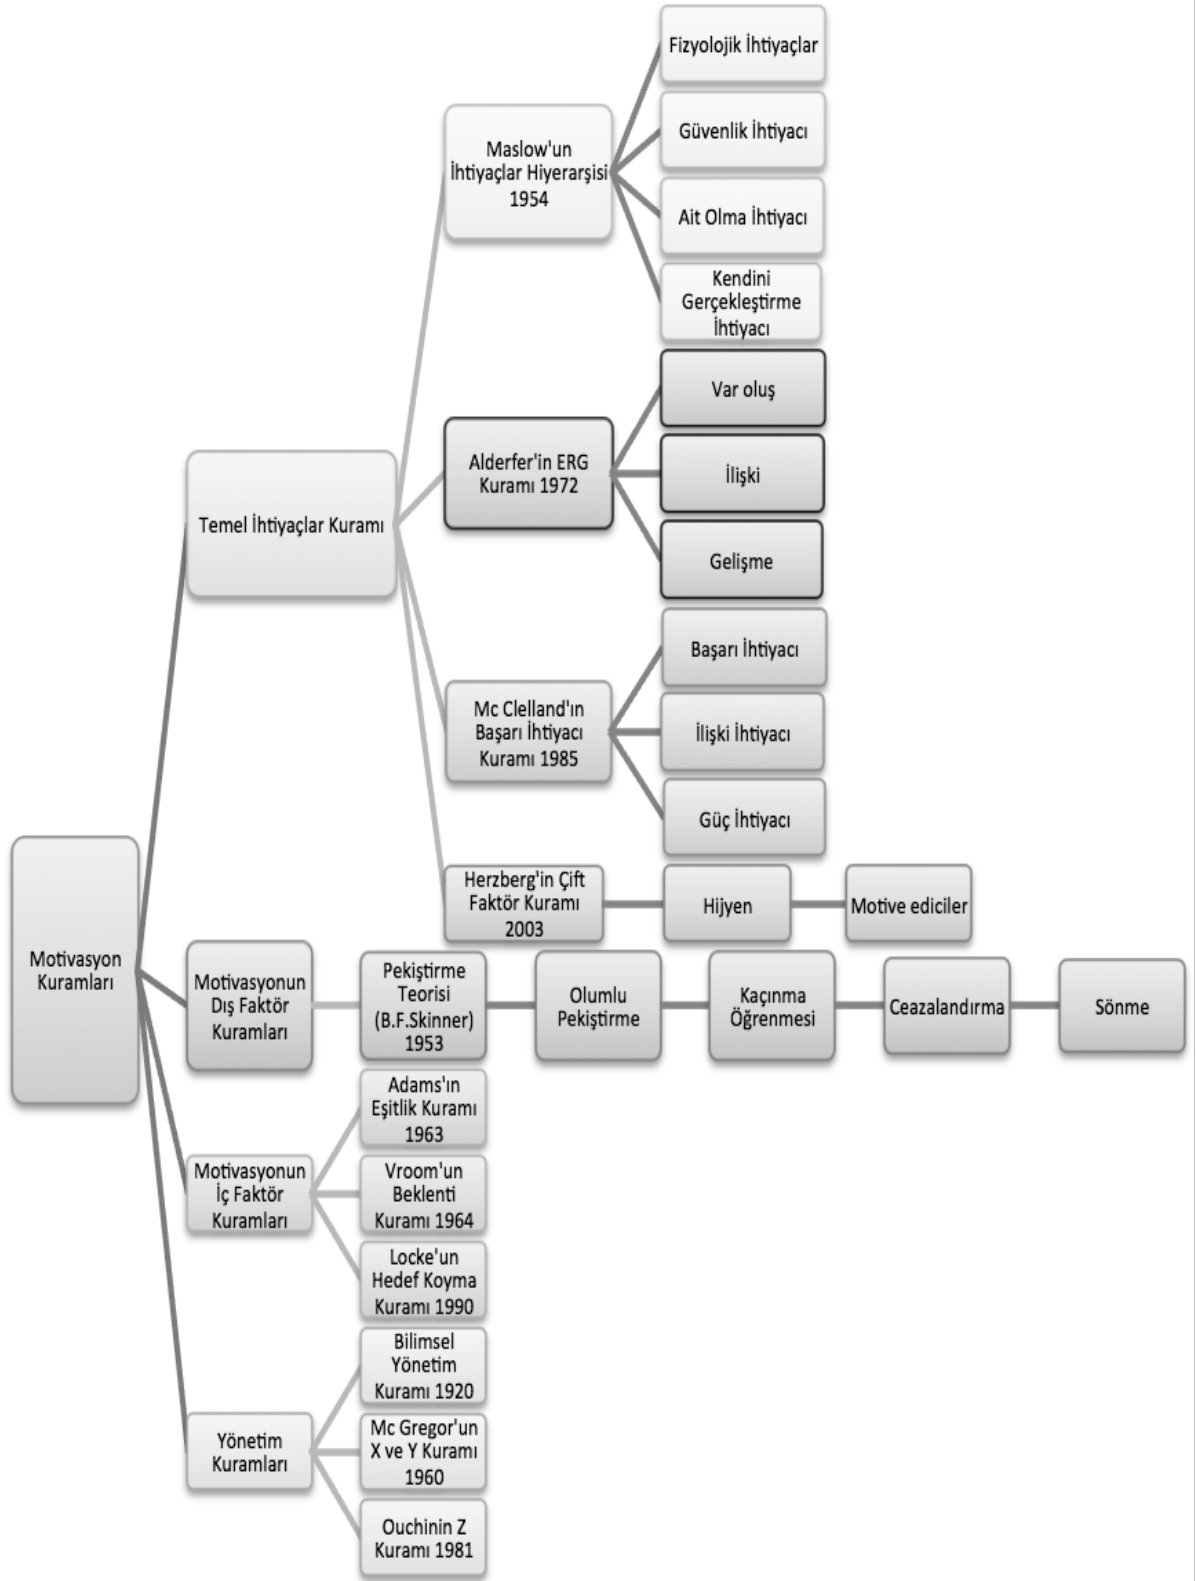 Fizyolojik İhtiyaçlar
Güvenlik İhtiyacı
Maslow'un
İhtiyaçlar Hiyerarşisi
1954
Ait Olma İhtiyacı
Kendini
Gerçekleştirme
İhtiyacı
Var oluş
Alderfer'in ERG
Kuramı 1972
İlişki
Temel İhtiyaçlar Kuramı
Gelişme
Başarı İhtiyacı
Mc Clelland'ın
Başarı İhtiyacı
Kuramı 1985
İlişki İhtiyacı
Güç İhtiyacı
Herzberg'in Çift
Faktör Kuramı
2003
Hijyen
Motive ediciler
Motivasyon
Kuramları
Motivasyonun
Dış Faktör
Kuramları
Pekiştirme
Teorisi
(B.F.Skinner)
1953
Olumlu
Pekiştirme
Kaçınma
Öğrenmesi
Ceazalandırma
Sönme
Adams'ın
Eşitlik Kuramı
1963
Motivasyonun
İç Faktör
Kuramları
Vroom'un
Beklenti
Kuramı 1964
Locke'un
Hedef Koyma
Kuramı 1990
Bilimsel
Yönetim
Kuramı 1920
Yönetim
Kuramları
Mc Gregor'un
X ve Y Kuramı
1960
Ouchinin Z
Kuramı 1981